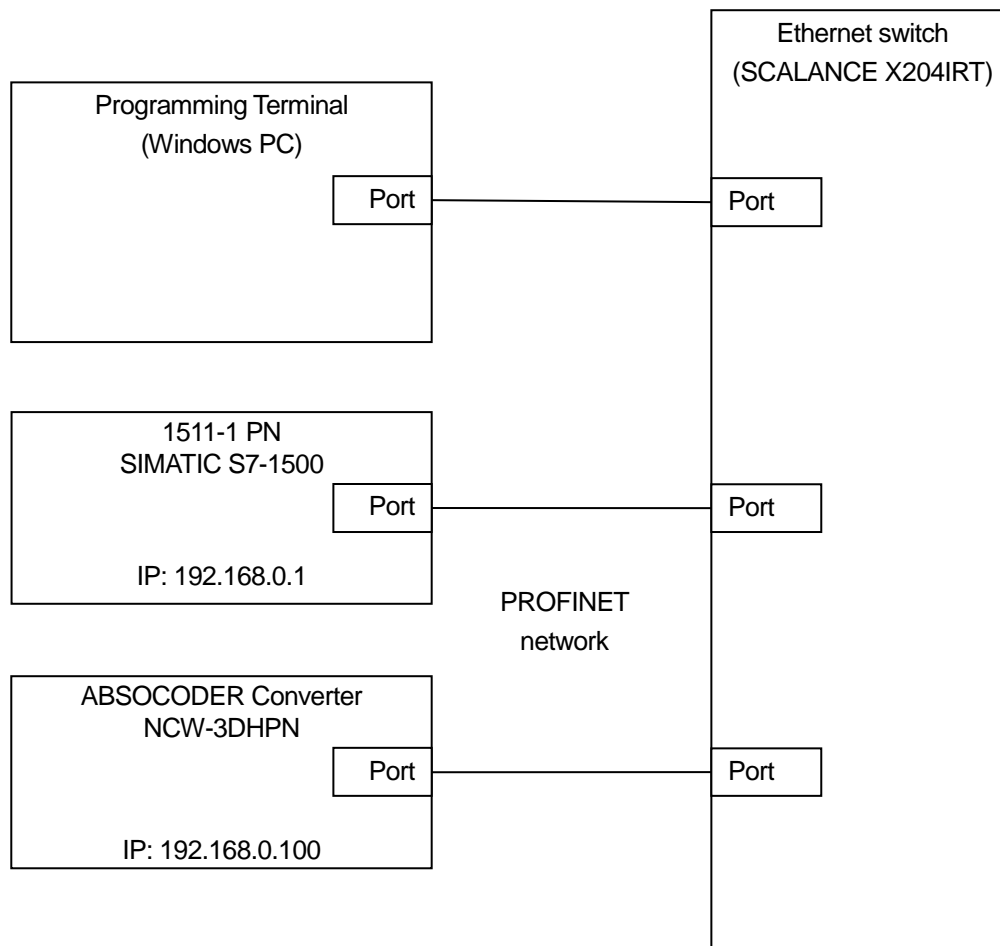 Ethernet switch
(SCALANCE X204IRT)
Programming Terminal
(Windows PC)
Port
Port
1511-1 PN
SIMATIC S7-1500
Port
Port
IP: 192.168.0.1
PROFINET
network
ABSOCODER Converter
NCW-3DHPN
Port
Port
IP: 192.168.0.100